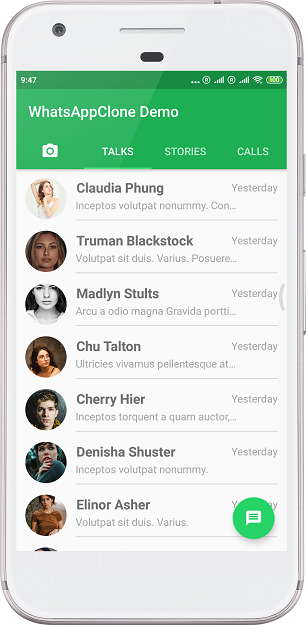 9:47
... R R 100
WhatsAppClone Demo
TALKS STORIES CALLS
Claudia Phung Yesterday
Inceptos volutpat nonummy. Con...
Truman Blackstock Yesterday
Volutpat sit duis. Varius. Posuere...
Madlyn Stults Yesterday
Arcu a odio magna Gravida portti...
Chu Talton Yesterday
Ultricies vivamus pellentesque at...
Cherry Hier Yesterday
Inceptos torquent a quam auctor,...
Denisha Shuster Yesterday
Inceptos volutpat nonummy.
Elinor Asher Yesterday
Volutpat sit duis. Varius.